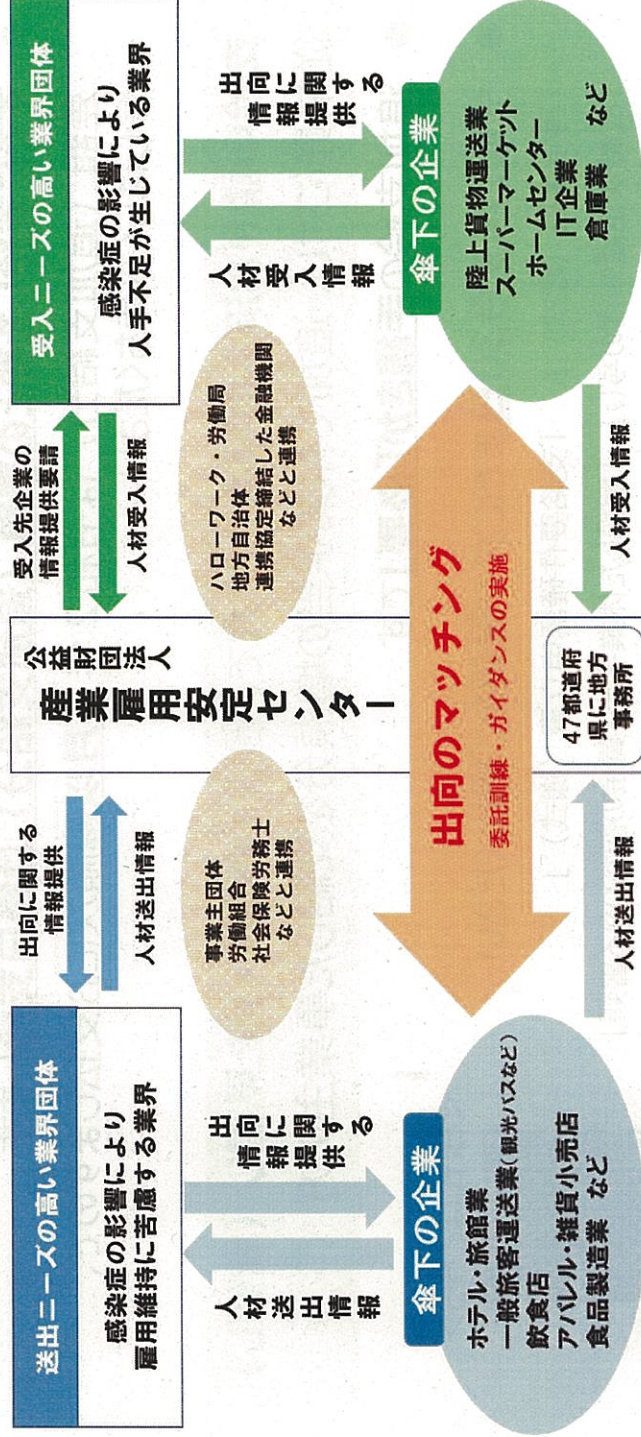 送出ニーズの高い業界団体
感染症の影響により
雇用維持に苦慮する業界
出向に関する
情報提供
人材送出情報
公益財団法人
産業雇用安定センター
受入先企業の
情報提供要請
人材受入情報
受入ニーズの高い業界団体
感染症の影響により
人手不足が生じている業界
人材送出情報
出向に関する
情報提供
事業主団体
労働組合
社会保険労務士
などと連携
ハローワーク・労働局
地方自治体
連携協定締結した金融機関
などと連携
人材受入情報
出向に関する
情報提供
傘下の企業
ホテル・旅館業
一般旅客運送業(観光バスなど)
飲食店
アパレル・雑貨小売店
食品製造業 など
出向のマッチング
委託訓練・ガイダンスの実施
傘下の企業
陸上貨物運送業
スーパーマーケット
ホームセンター
IT企業
倉庫業 など
人材送出情報
47都道府
県に地方
事務所
人材受入情報